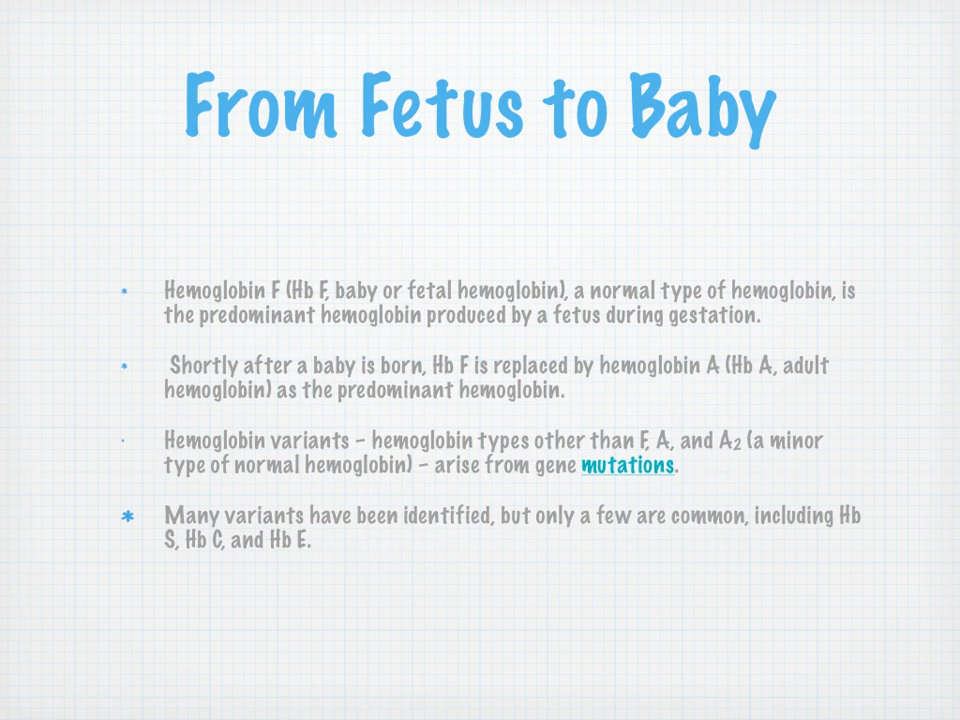 From Fetus to Baby
* Hemoglobin F (Hb F, baby or fetal hemoglobin), a normal type of hemoglobin, is
the predominant hemoglobin produced by a fetus during gestation.
* Shortly after a baby is born, Hb F is replaced by hemoglobin A (Hb A, adult
hemoglobin) as the predominant hemoglobin.
· Hemoglobin variants – hemoglobin types other than F, A, and A₂ (a minor
type of normal hemoglobin) – arise from gene mutations.
* Many variants have been identified, but only a few are common, including Hb
S, Hb C, and Hb E.